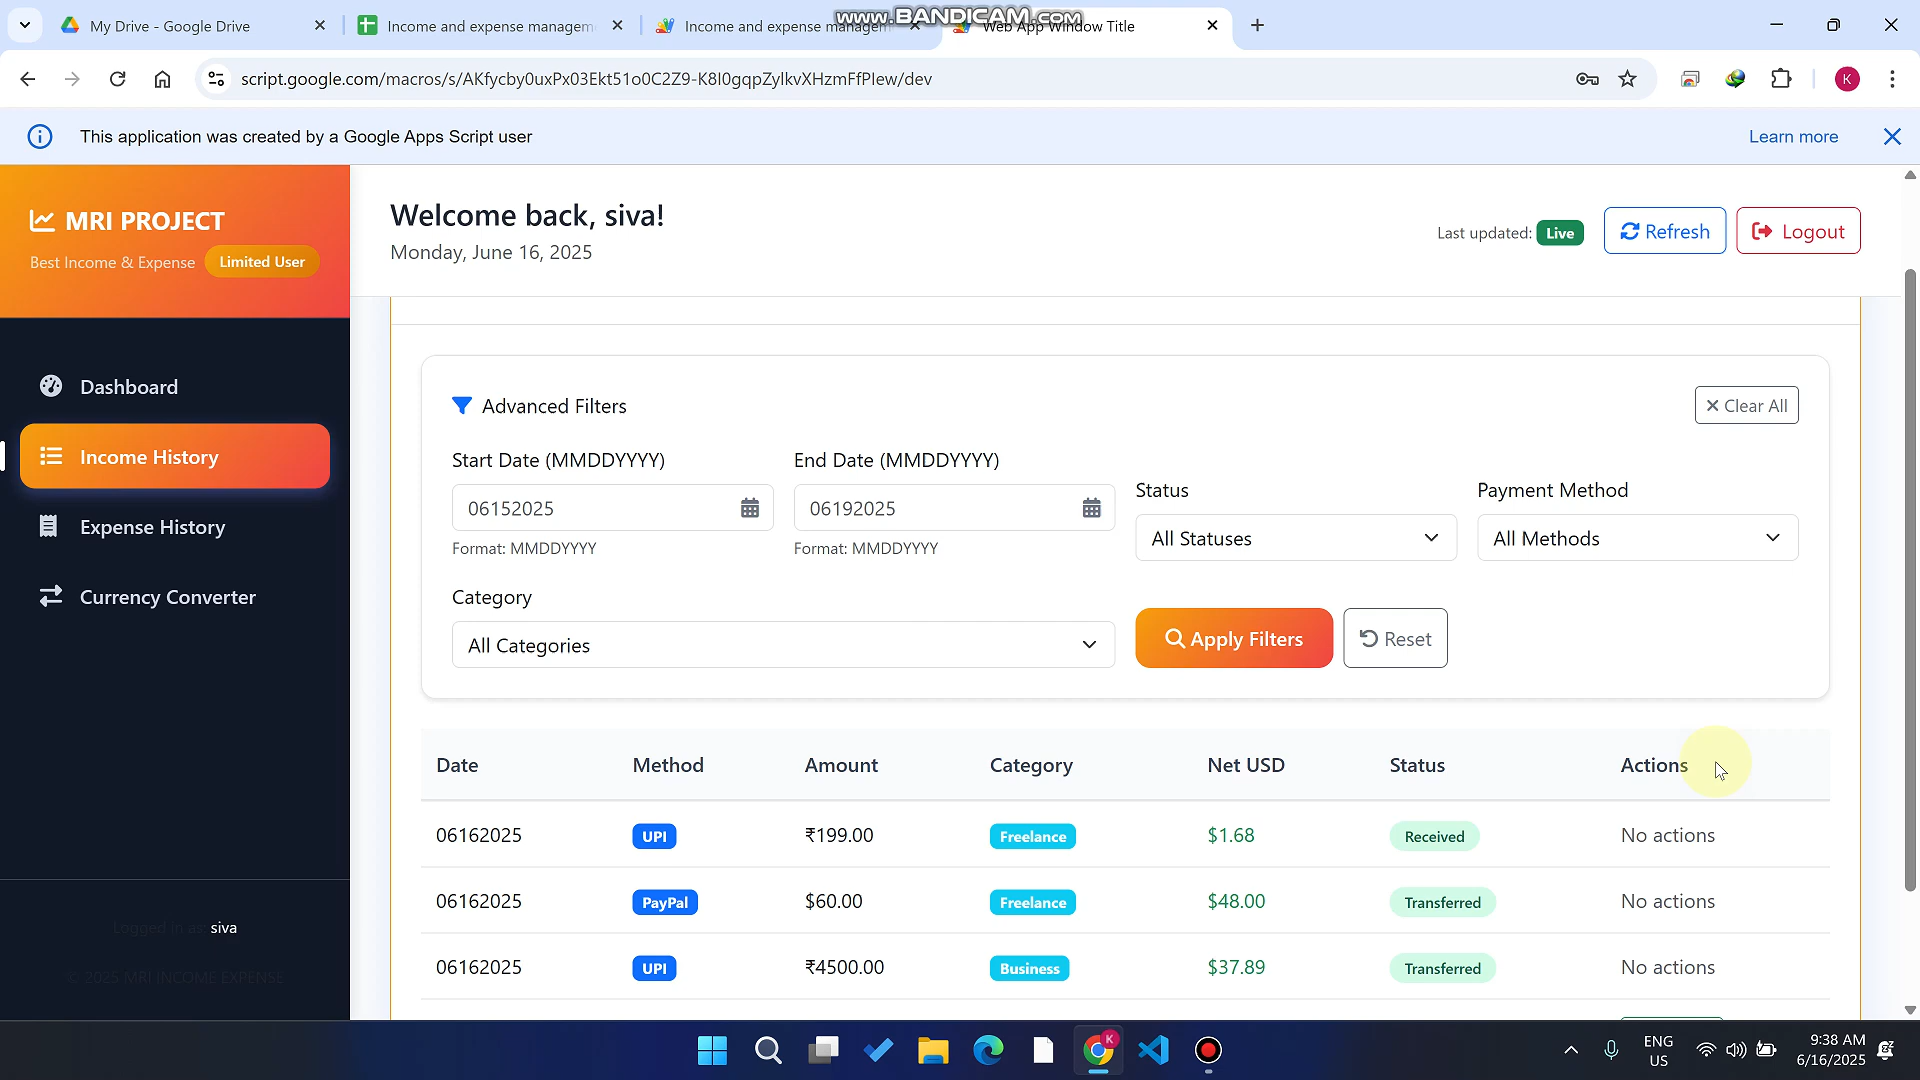 My Drive - Google Drive
Income and expense managem
Income and expense managem
Web App Window Title
www.BANDICAM.com
script.google.com/macros/s/AKfycby0uxPx03Ekt51o0C2Z9-K8I0gqpZylkvXHzmFfPIew/dev
K
This application was created by a Google Apps Script user
Learn more
MRI PROJECT
Best Income & Expense
Limited User
Welcome back, siva!
Monday, June 16, 2025
Last updated: Live
Refresh
Logout
Dashboard
Income History
Expense History
Currency Converter
Logged in as: siva
© 2025 MRI INCOME EXPENSE
Advanced Filters
Clear All
Start Date (MMDDYYYY)
End Date (MMDDYYYY)
Status
Payment Method
06152025
06192025
All Statuses
All Methods
Format: MMDDYYYY
Format: MMDDYYYY
Category
All Categories
Apply Filters
Reset
Date Method Amount Category Net USD Status Actions
06162025 UPI ₹199.00 Freelance $1.68 Received No actions
06162025 PayPal $60.00 Freelance $48.00 Transferred No actions
06162025 UPI ₹4500.00 Business $37.89 Transferred No actions
K
ENG
US
9:38 AM
6/16/2025